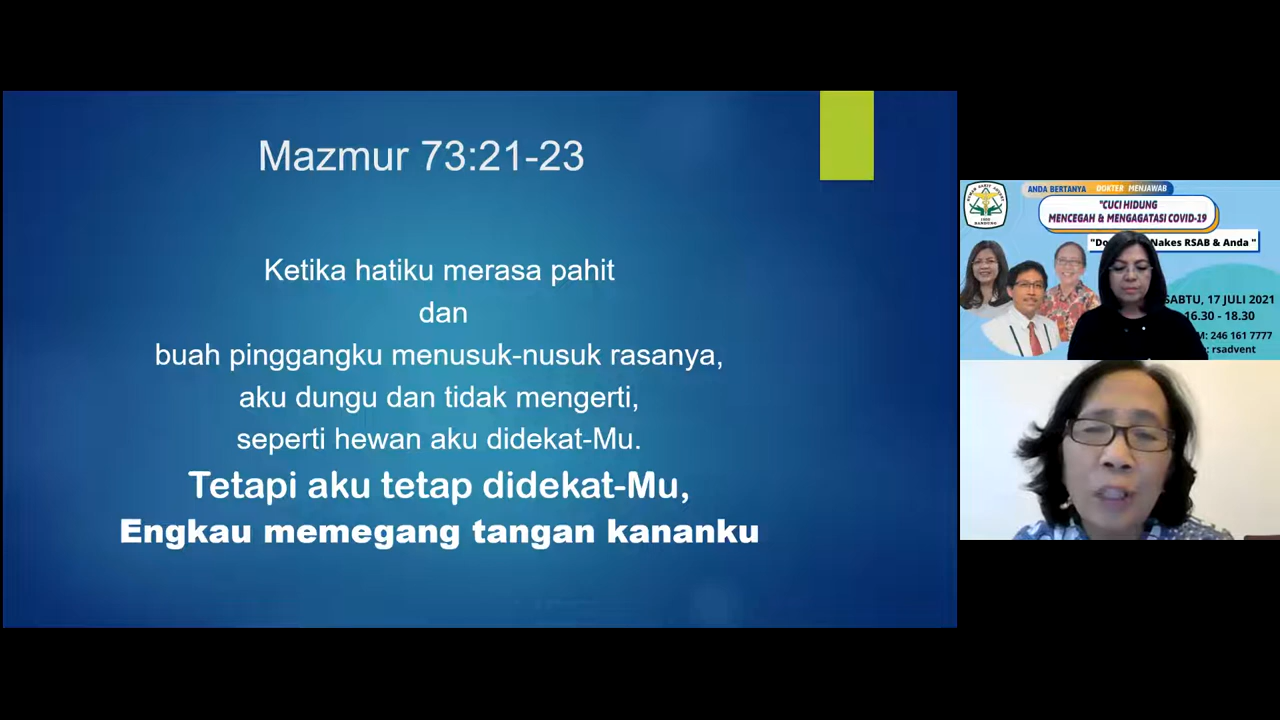 Mazmur 73:21-23
Ketika hatiku merasa pahit
dan
buah pinggangku menusuk-nusuk rasanya,
aku dungu dan tidak mengerti,
seperti hewan aku didekat-Mu.
Tetapi aku tetap didekat-Mu,
Engkau memegang tangan kananku
ANDA BERTANYA DOKTER MENJAWAB
"CUCI HIDUNG
MENCEGAH & MENGAGATASI COVID-19
Nakes RSAB & Anda "
SABTU, 17 JULI 2021
16.30 - 18.30
246 161 7777
rsadvent